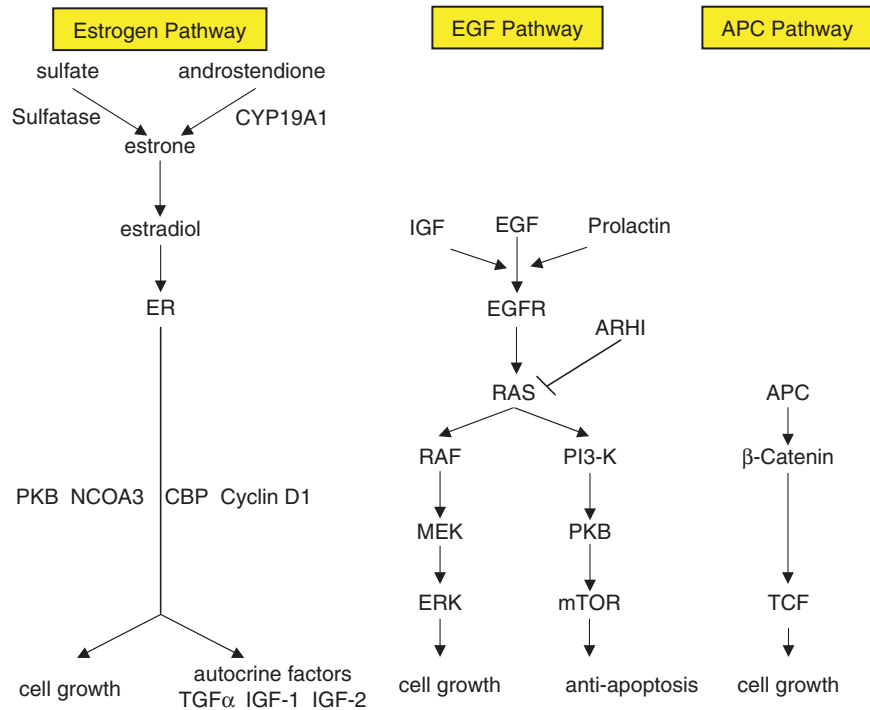 Estrogen Pathway
sulfate androstendione
Sulfatase CYP19A1
estrone
estradiol
ER
PKB NCOA3 CBP Cyclin D1
cell growth
autocrine factors
TGFα IGF-1 IGF-2
EGF Pathway
IGF EGF Prolactin
EGFR
ARHI
RAS
RAF PI3-K
MEK PKB
ERK mTOR
cell growth anti-apoptosis
APC Pathway
APC
β-Catenin
TCF
cell growth